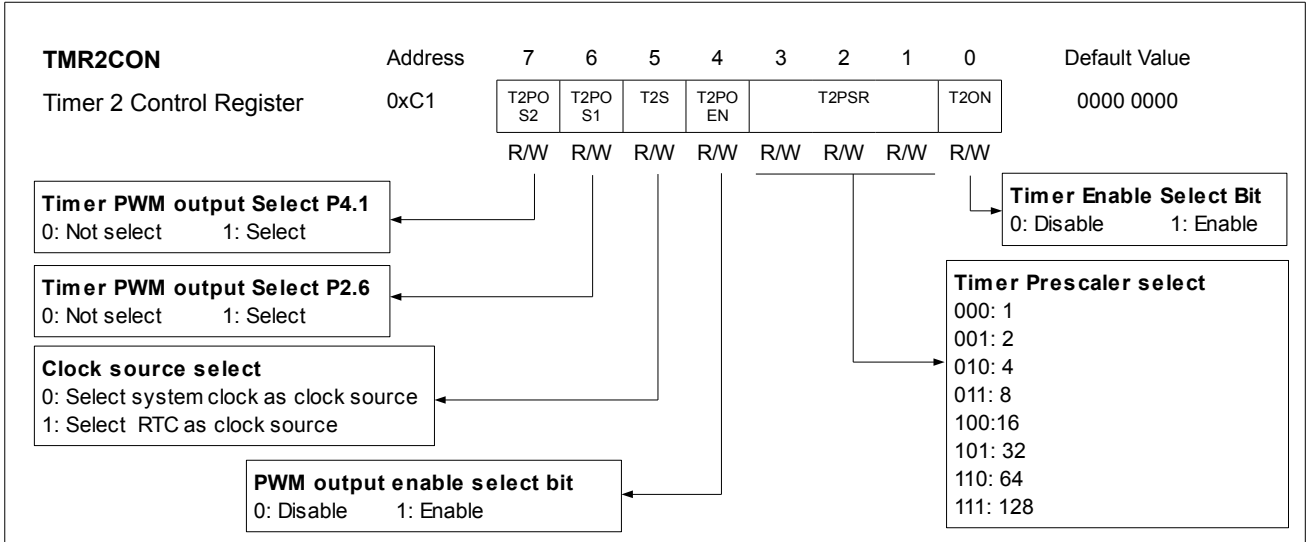 TMR2CON Address 7 6 5 4 3 2 1 0 Default Value
Timer 2 Control Register 0xC1 T2PO S2 T2PO S1 T2S T2PO EN T2PSR T2ON 0000 0000
R/W R/W R/W R/W R/W R/W R/W R/W
Timer PWM output Select P4.1
0: Not select 1: Select
Timer PWM output Select P2.6
0: Not select 1: Select
Clock source select
0: Select system clock as clock source
1: Select RTC as clock source
PWM output enable select bit
0: Disable 1: Enable
Timer Enable Select Bit
0: Disable 1: Enable
Timer Prescaler select
000: 1
001: 2
010: 4
011: 8
100:16
101: 32
110: 64
111: 128